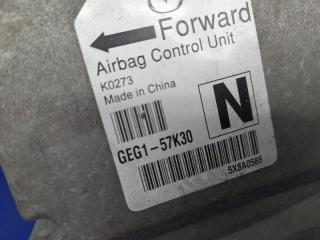 Forward
Airbag Control Unit
K0273
Made in China
N
GEG1-57K30
5X8A0586